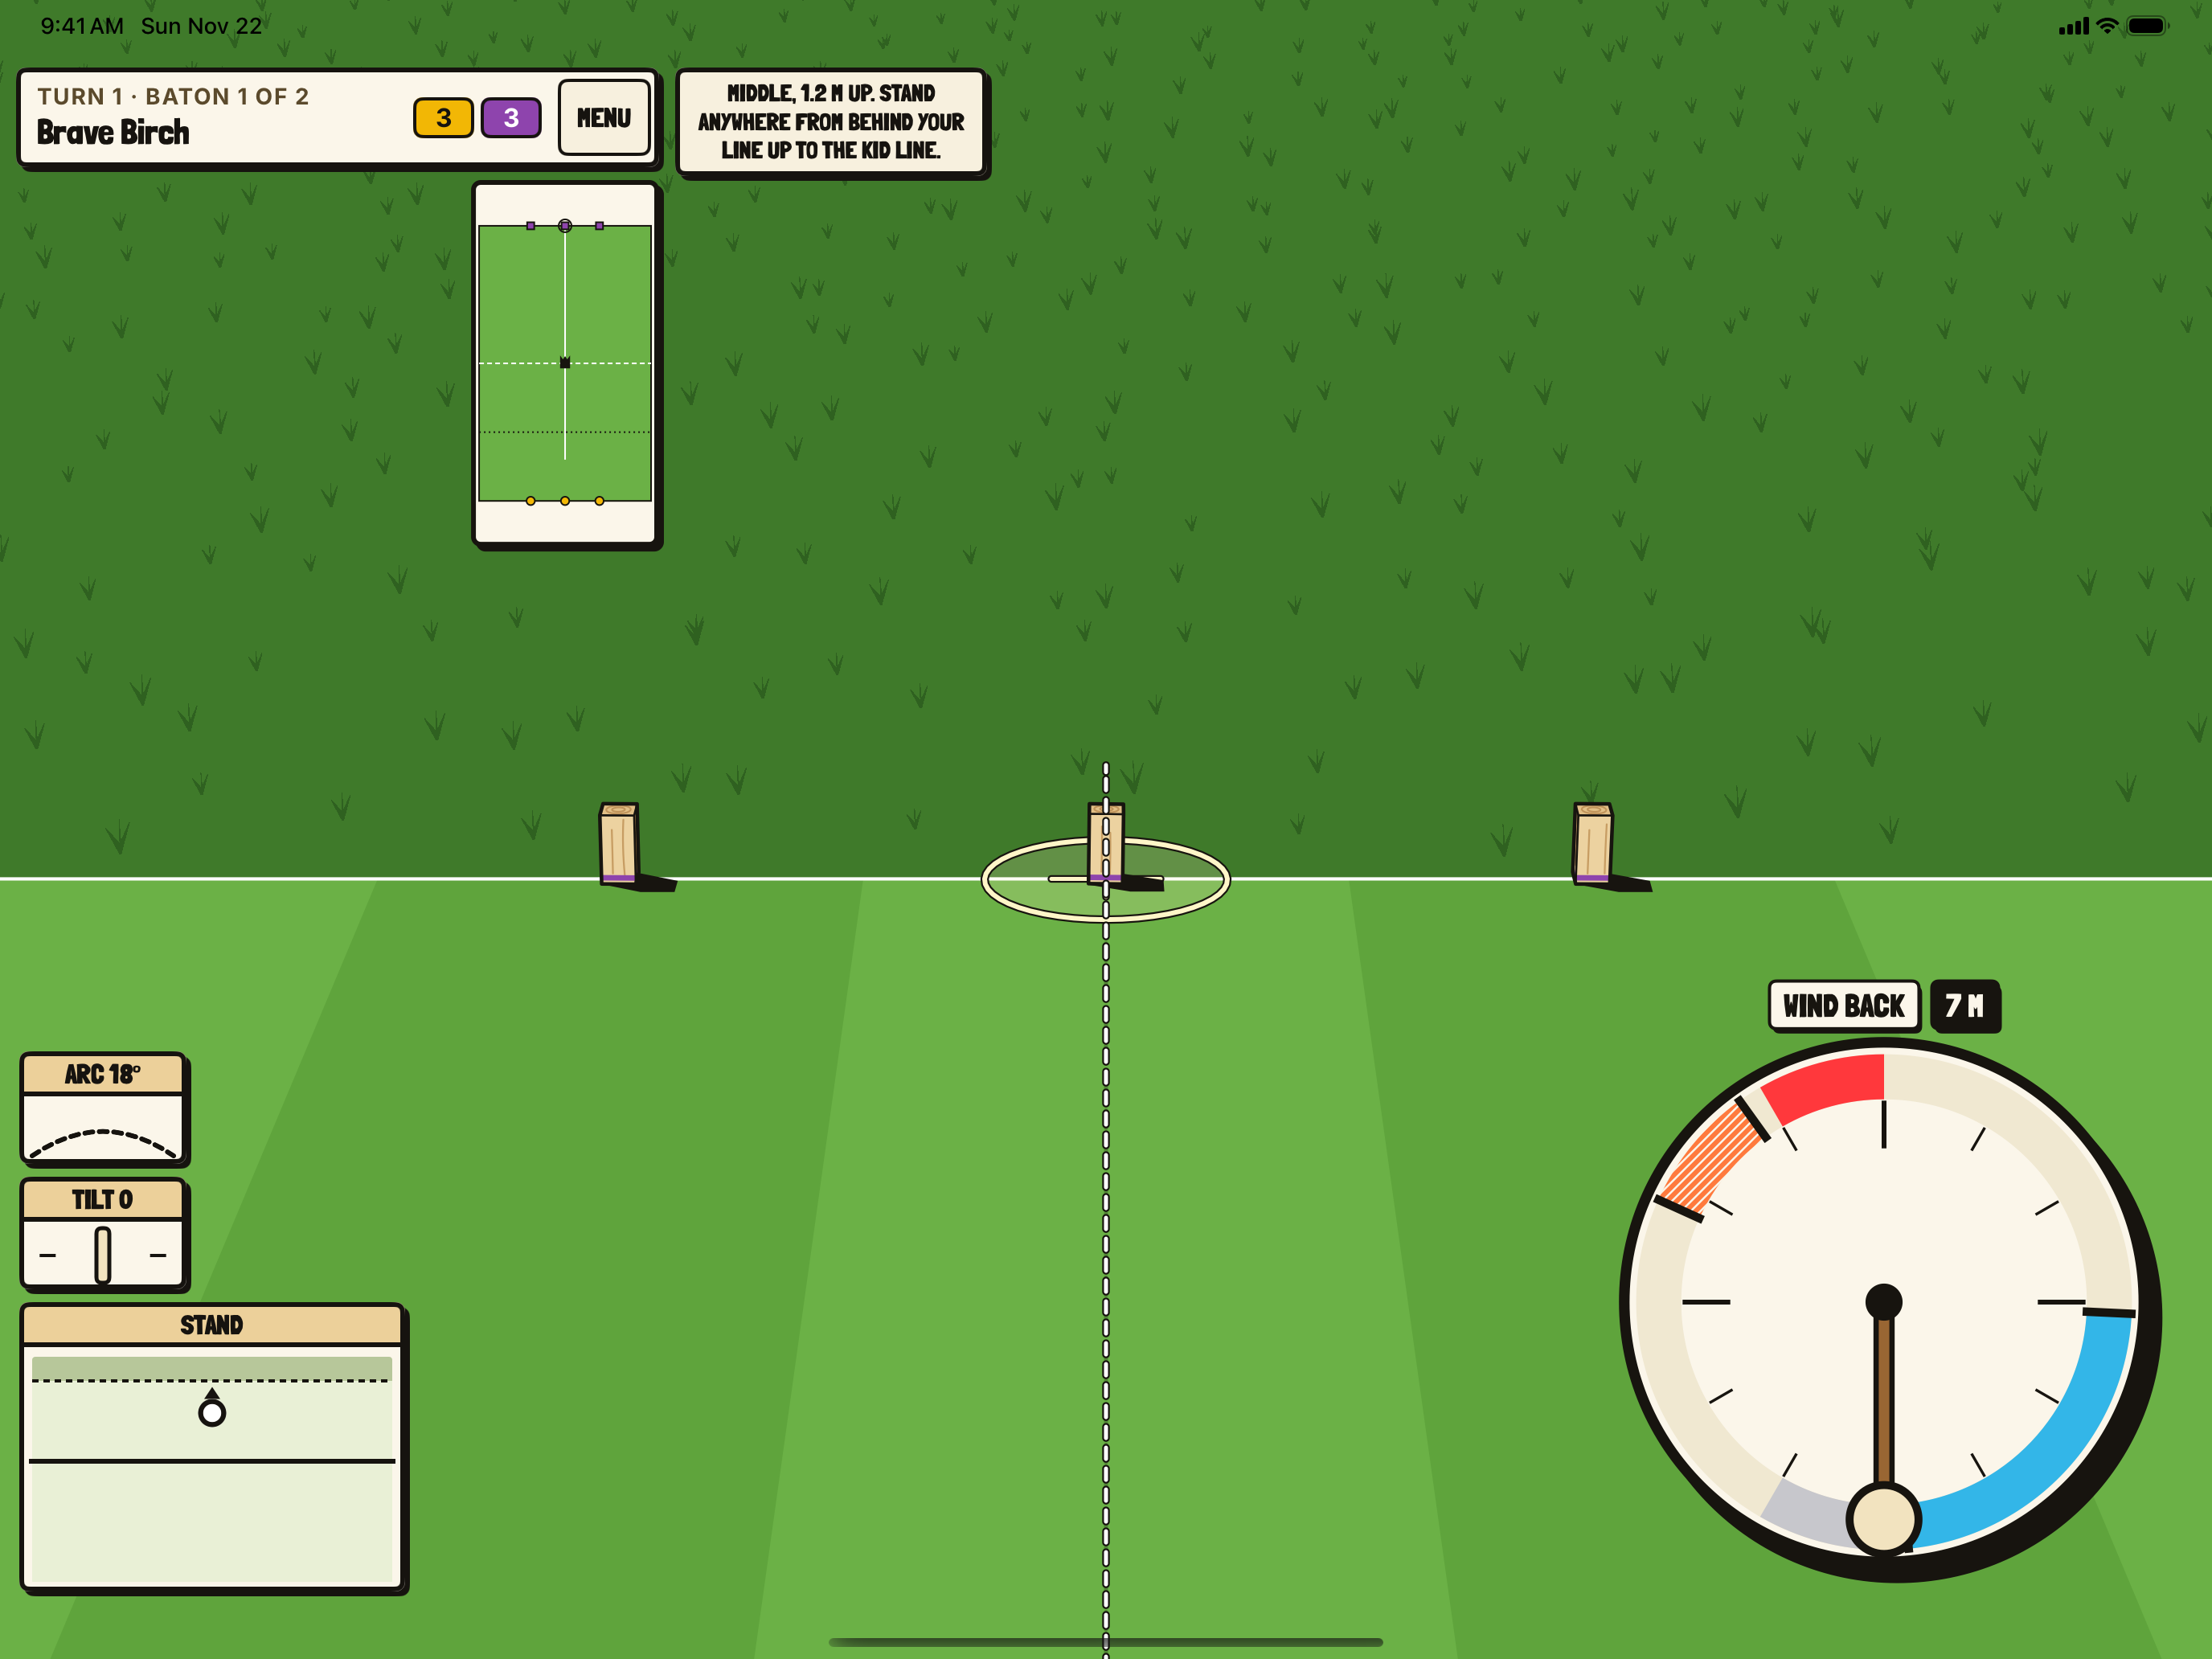 9:41 AM Sun Nov 22
TURN 1 · BATON 1 OF 2
Brave Birch
3 3
MENU
MIDDLE, 1.2 M UP. STAND
ANYWHERE FROM BEHIND YOUR
LINE UP TO THE KID LINE.
WIND BACK 7 M
ARC 18°
TILT 0
STAND